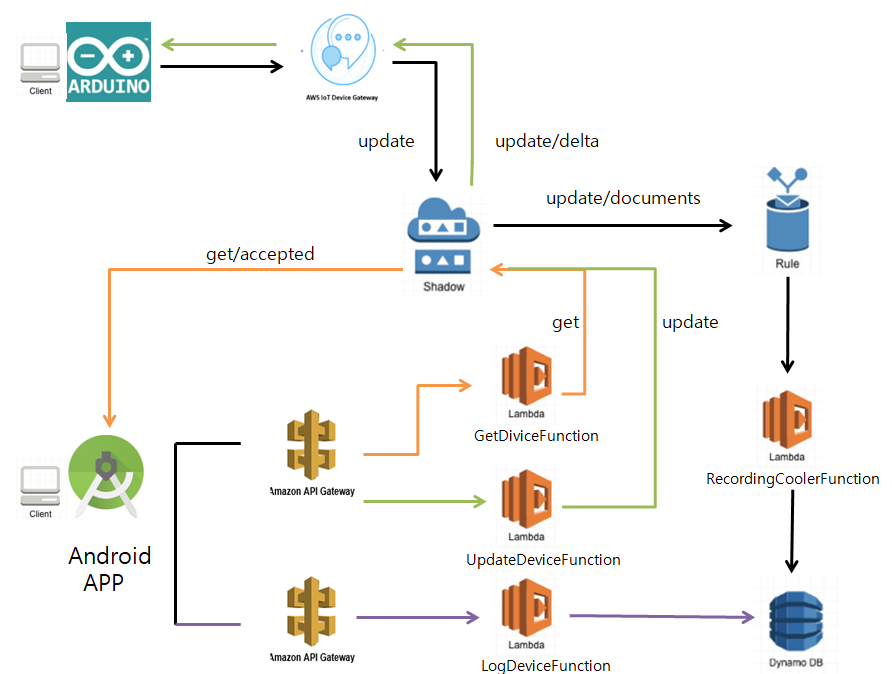 Client
ARDUINO
AWS IoT Device Gateway
update
update/delta
update/documents
Rule
Shadow
get/accepted
get
update
Lambda
GetDiviceFunction
Lambda
RecordingCoolerFunction
Amazon API Gateway
Client
Android
APP
Lambda
UpdateDeviceFunction
Amazon API Gateway
Lambda
LogDeviceFunction
Dynamo DB